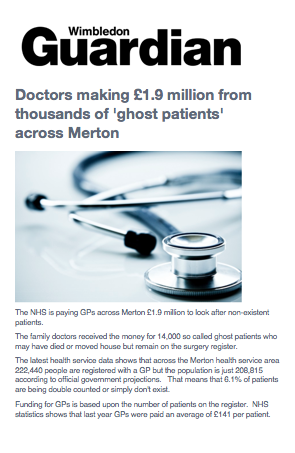 Wimbledon
Guardian
Doctors making £1.9 million from
thousands of 'ghost patients'
across Merton
The NHS is paying GPs across Merton £1.9 million to look after non-existent
patients.
The family doctors received the money for 14,000 so called ghost patients who
may have died or moved house but remain on the surgery register.
The latest health service data shows that across the Merton health service area
222,440 people are registered with a GP but the population is just 208,815
according to official government projections. That means that 6.1% of patients
are being double counted or simply don't exist.
Funding for GPs is based upon the number of patients on the register. NHS
statistics shows that last year GPs were paid an average of £141 per patient.